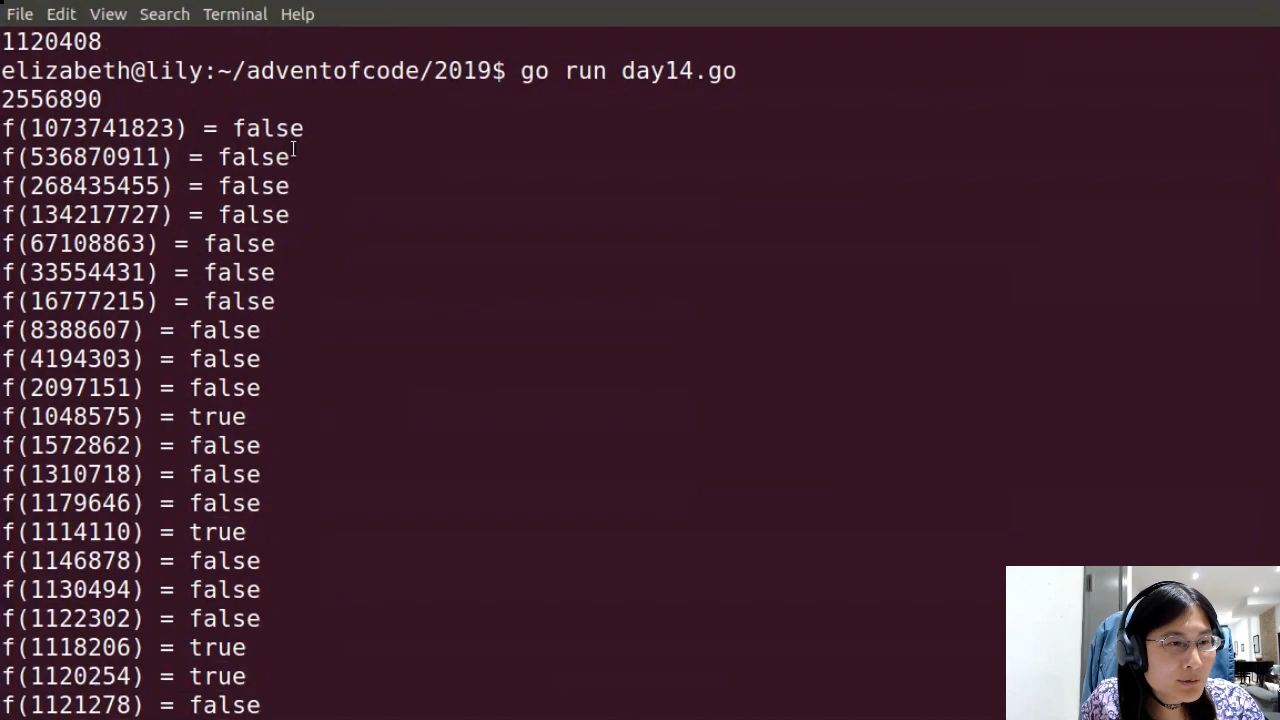 File Edit View Search Terminal Help
1120408
elizabeth@lily:~/adventofcode/2019$ go run day14.go
2556890
f(1073741823) = false
f(536870911) = false
f(268435455) = false
f(134217727) = false
f(67108863) = false
f(33554431) = false
f(16777215) = false
f(8388607) = false
f(4194303) = false
f(2097151) = false
f(1048575) = true
f(1572862) = false
f(1310718) = false
f(1179646) = false
f(1114110) = true
f(1146878) = false
f(1130494) = false
f(1122302) = false
f(1118206) = true
f(1120254) = true
f(1121278) = false